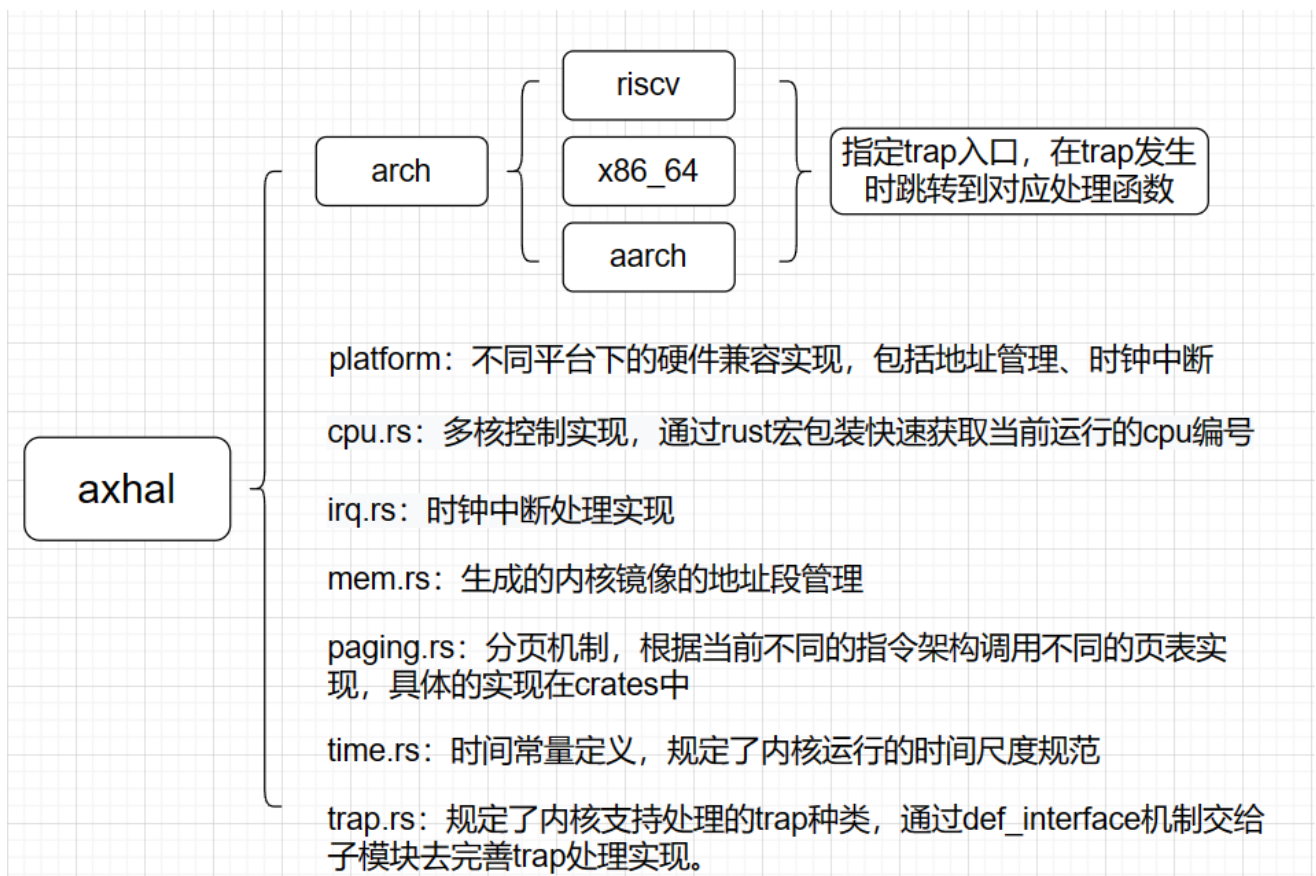 riscv
arch
x86_64
aarch
指定trap入口，在trap发生
时跳转到对应处理函数
axhal
platform：不同平台下的硬件兼容实现，包括地址管理、时钟中断
cpu.rs：多核控制实现，通过rust宏包装快速获取当前运行的cpu编号
irq.rs：时钟中断处理实现
mem.rs：生成的内核镜像的地址段管理
paging.rs：分页机制，根据当前不同的指令架构调用不同的页表实
现，具体的实现在crates中
time.rs：时间常量定义，规定了内核运行的时间尺度规范
trap.rs：规定了内核支持处理的trap种类，通过def_interface机制交给
子模块去完善trap处理实现。